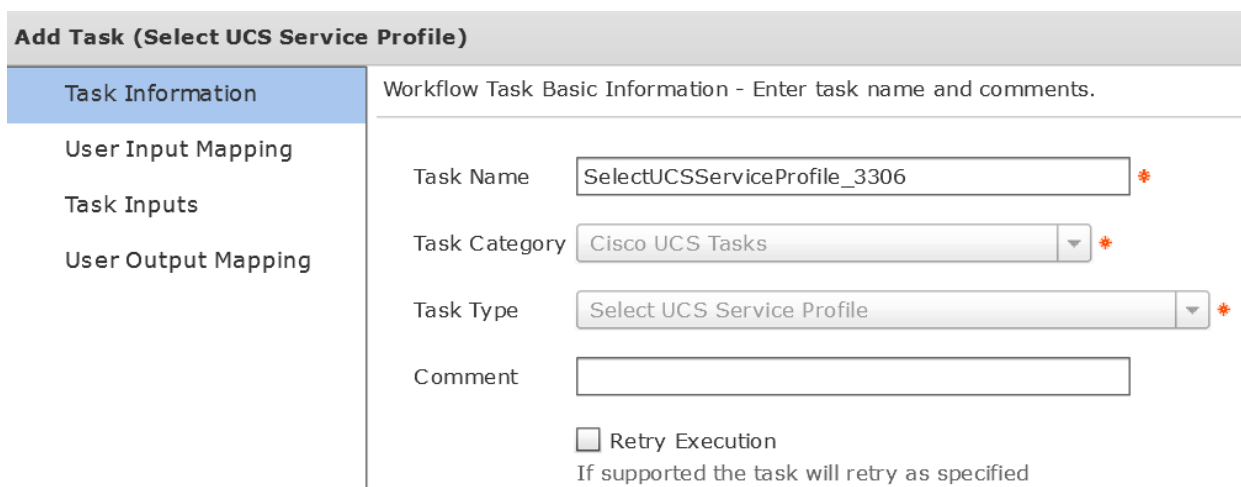 Add Task (Select UCS Service Profile)
Task Information
User Input Mapping
Task Inputs
User Output Mapping
Workflow Task Basic Information - Enter task name and comments.
Task Name SelectUCSServiceProfile_3306 *
Task Category Cisco UCS Tasks *
Task Type Select UCS Service Profile *
Comment
Retry Execution
If supported the task will retry as specified